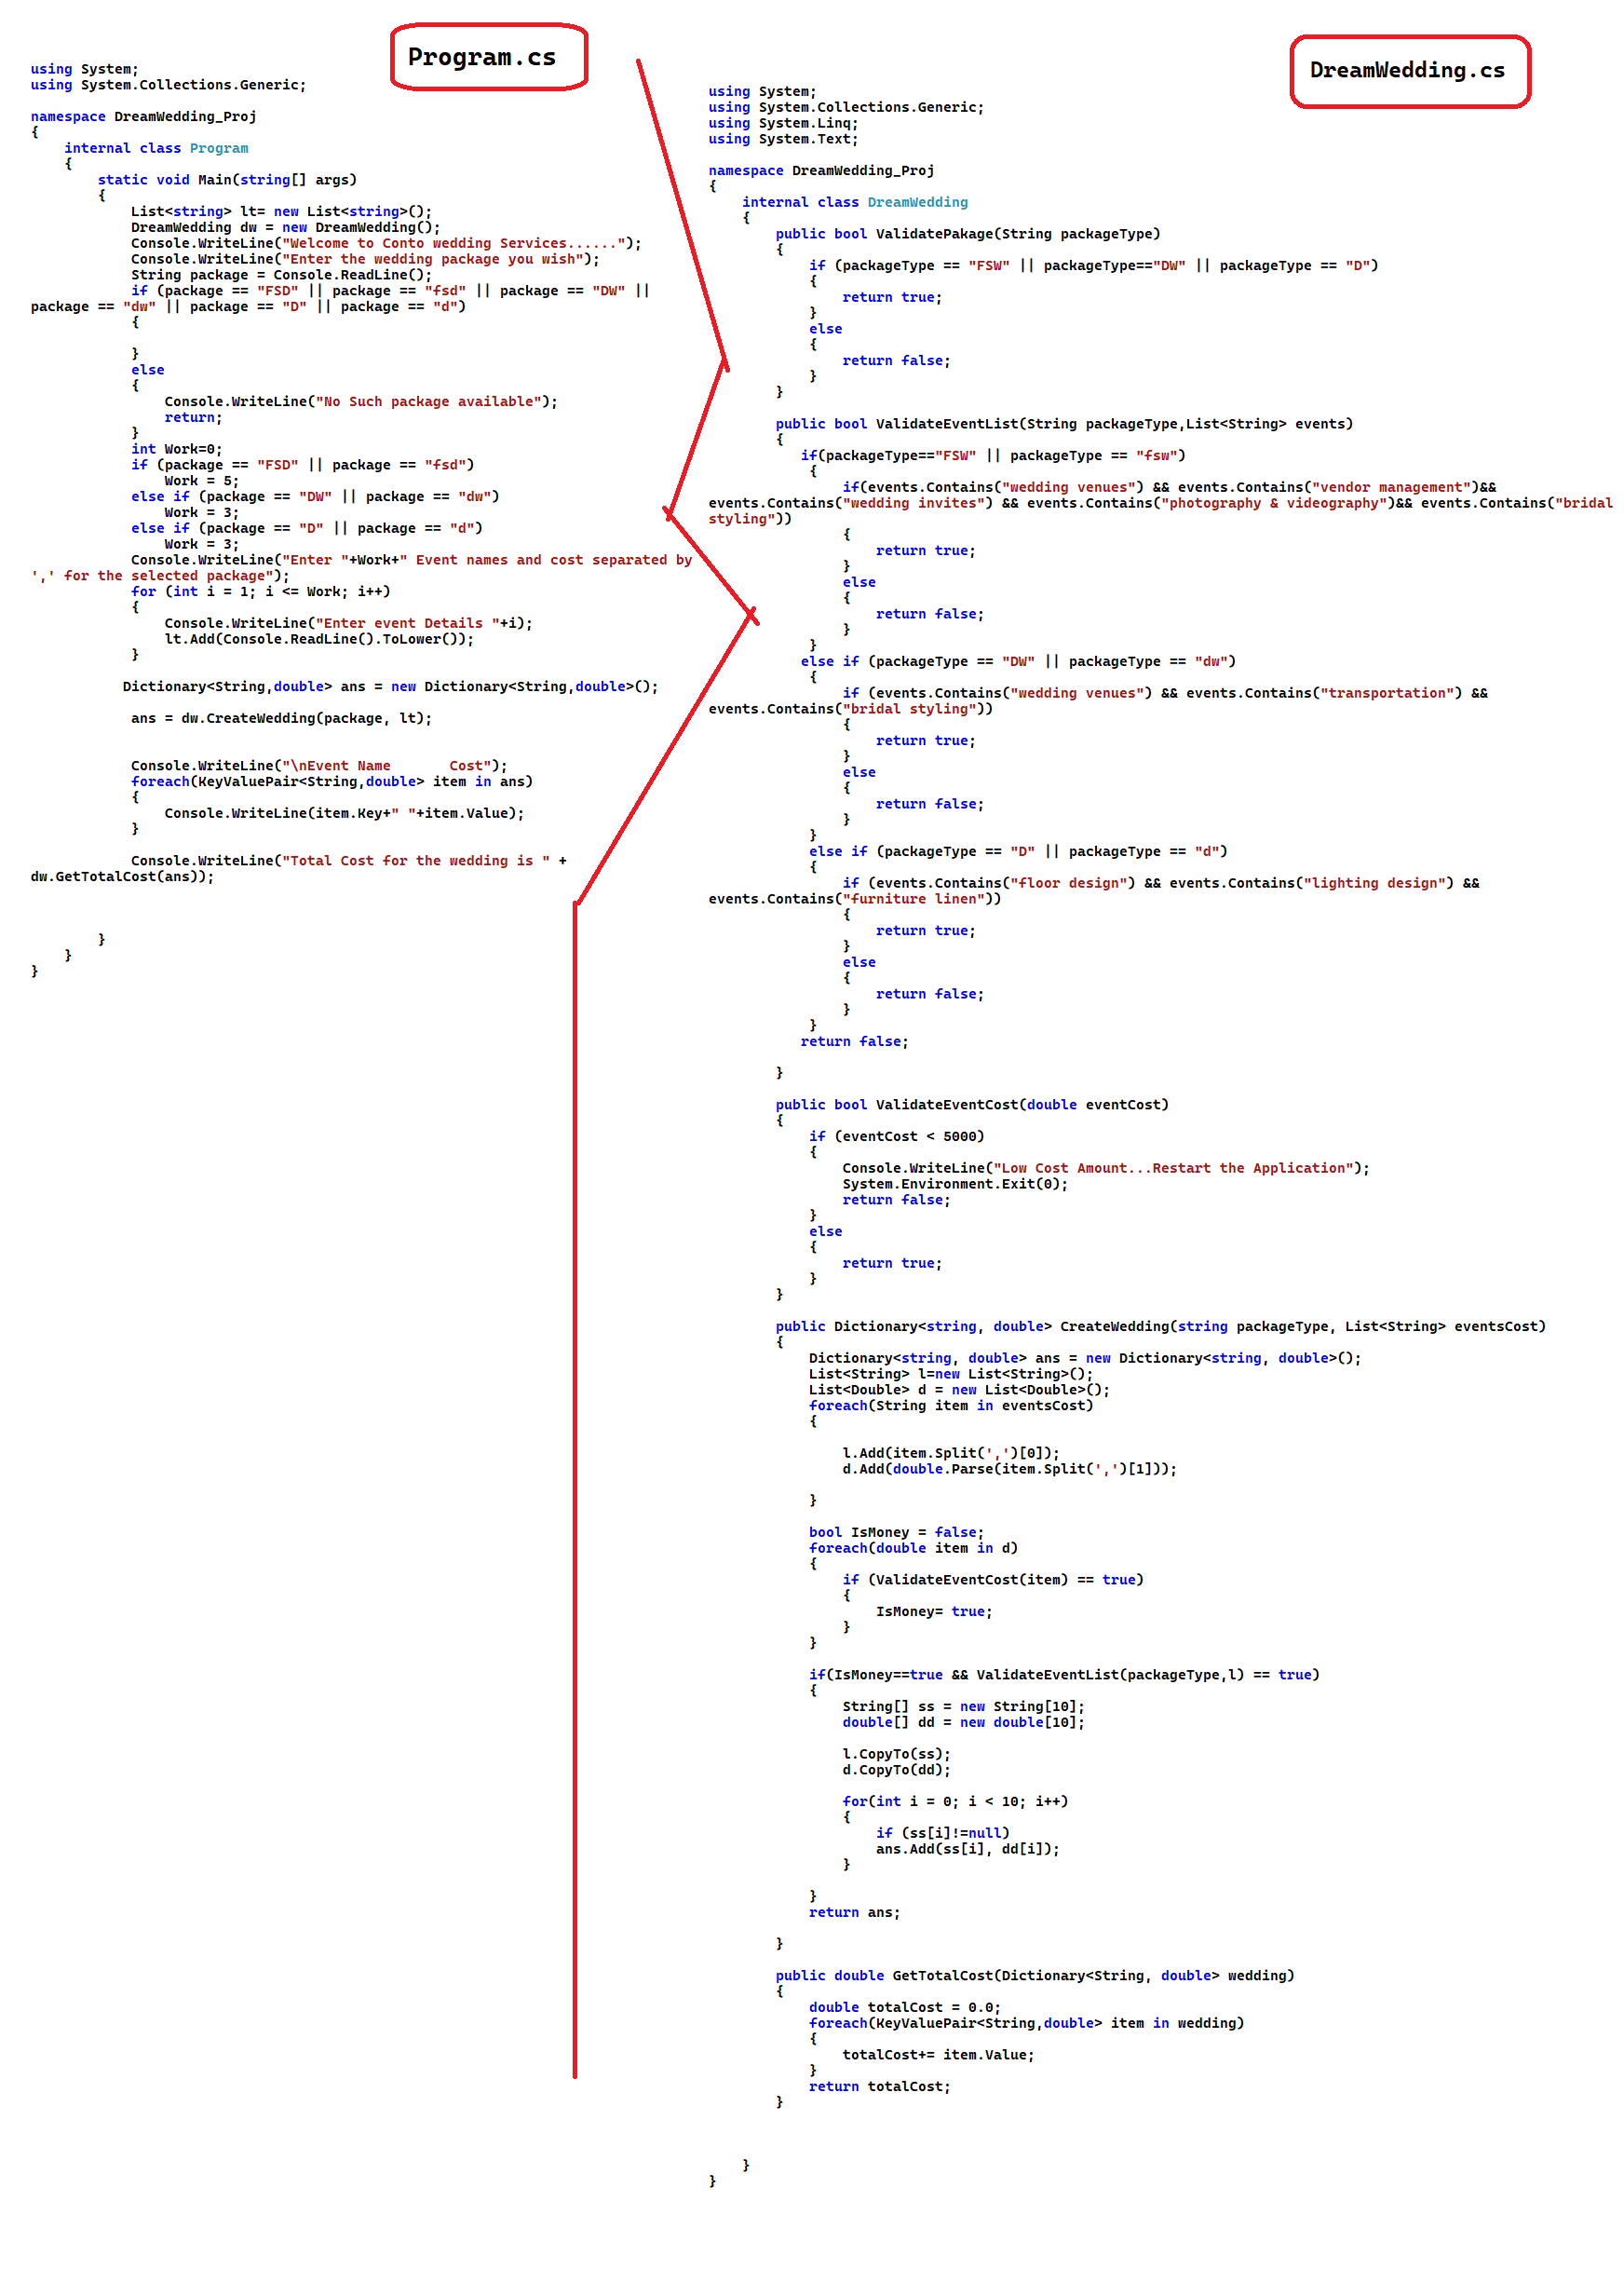 Program.cs
using System;
using System.Collections.Generic;
namespace DreamWedding_Proj
{
internal class Program
{
static void Main(string[] args)
{
List<string> lt= new List<string>();
DreamWedding dw = new DreamWedding();
Console.WriteLine("Welcome to Conto wedding Services......");
Console.WriteLine("Enter the wedding package you wish");
String package = Console.ReadLine();
if (package == "FSD" || package == "fsd" || package == "DW" ||
package == "dw" || package == "D" || package == "d")
{
}
else
{
Console.WriteLine("No Such package available");
return;
}
int Work=0;
if (package == "FSD" || package == "fsd")
Work = 5;
else if (package == "DW" || package == "dw")
Work = 3;
else if (package == "D" || package == "d")
Work = 3;
Console.WriteLine("Enter "+Work+" Event names and cost separated by
',' for the selected package");
for (int i = 1; i <= Work; i++)
{
Console.WriteLine("Enter event Details "+i);
lt.Add(Console.ReadLine().ToLower());
}
Dictionary<String,double> ans = new Dictionary<String,double>();
ans = dw.CreateWedding(package, lt);
Console.WriteLine("\nEvent Name       Cost");
foreach(KeyValuePair<String,double> item in ans)
{
Console.WriteLine(item.Key+" "+item.Value);
}
Console.WriteLine("Total Cost for the wedding is " +
dw.GetTotalCost(ans));
}
}
}
DreamWedding.cs
using System;
using System.Collections.Generic;
using System.Linq;
using System.Text;
namespace DreamWedding_Proj
{
internal class DreamWedding
{
public bool ValidatePakage(String packageType)
{
if (packageType == "FSW" || packageType=="DW" || packageType == "D")
{
return true;
}
else
{
return false;
}
}
public bool ValidateEventList(String packageType,List<String> events)
{
if(packageType=="FSW" || packageType == "fsw")
{
if(events.Contains("wedding venues") && events.Contains("vendor management")&&
events.Contains("wedding invites") && events.Contains("photography & videography")&& events.Contains("bridal
styling"))
{
return true;
}
else
{
return false;
}
}
else if (packageType == "DW" || packageType == "dw")
{
if (events.Contains("wedding venues") && events.Contains("transportation") &&
events.Contains("bridal styling"))
{
return true;
}
else
{
return false;
}
}
else if (packageType == "D" || packageType == "d")
{
if (events.Contains("floor design") && events.Contains("lighting design") &&
events.Contains("furniture linen"))
{
return true;
}
else
{
return false;
}
}
return false;
}
public bool ValidateEventCost(double eventCost)
{
if (eventCost < 5000)
{
Console.WriteLine("Low Cost Amount...Restart the Application");
System.Environment.Exit(0);
return false;
}
else
{
return true;
}
}
public Dictionary<string, double> CreateWedding(string packageType, List<String> eventsCost)
{
Dictionary<string, double> ans = new Dictionary<string, double>();
List<String> l=new List<String>();
List<Double> d = new List<Double>();
foreach(String item in eventsCost)
{
l.Add(item.Split(',')[0]);
d.Add(double.Parse(item.Split(',')[1]));
}
bool IsMoney = false;
foreach(double item in d)
{
if (ValidateEventCost(item) == true)
{
IsMoney= true;
}
}
if(IsMoney==true && ValidateEventList(packageType,l) == true)
{
String[] ss = new String[10];
double[] dd = new double[10];
l.CopyTo(ss);
d.CopyTo(dd);
for(int i = 0; i < 10; i++)
{
if (ss[i]!=null)
ans.Add(ss[i], dd[i]);
}
}
return ans;
}
public double GetTotalCost(Dictionary<String, double> wedding)
{
double totalCost = 0.0;
foreach(KeyValuePair<String,double> item in wedding)
{
totalCost+= item.Value;
}
return totalCost;
}
}
}